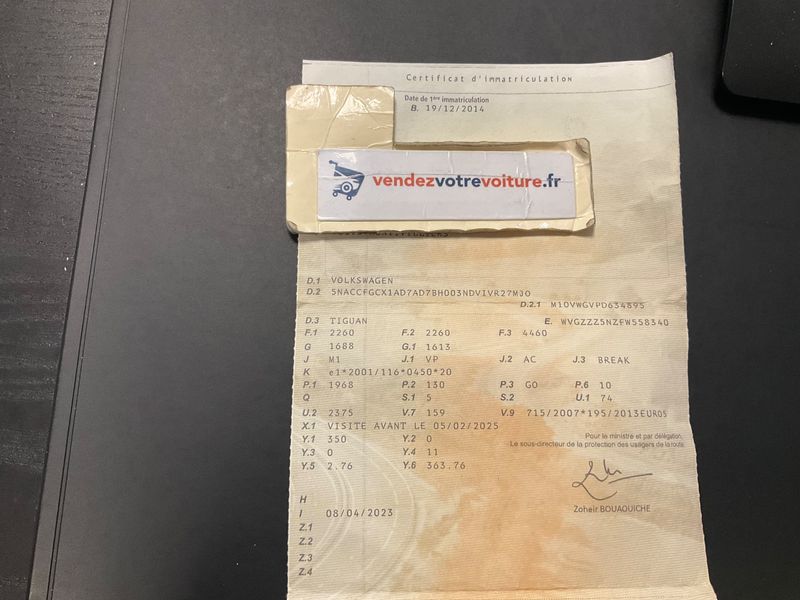 Certificat d'immatriculation
Date de 1ère immatriculation
B. 19/12/2014
vendezvotrevoiture.fr
D.1 VOLKSWAGEN
D.2 5NACCFGCX1AD7AD7BH003NDVIVR27MJ0
D.2.1 M10VWGVPD634895
D.3 TIGUAN E. WVGZZZ5NZFW558340
F.1 2260 F.2 2260 F.3 4460
G 1688 G.1 1613
J M1 J.1 VP J.2 AC J.3 BREAK
K e1*2001/116*0450*20
P.1 1968 P.2 130 P.3 GO P.6 10
Q S.1 5 S.2 U.1 74
U.2 2375 V.7 159 V.9 715/2007*195/2013EURO5
X.1 VISITE AVANT LE 05/02/2025
Y.1 350 Y.2 0
Pour le ministre et par délégation,
Le sous-directeur de la protection des usagers de la route.
Y.3 0 Y.4 11
Y.5 2.76 Y.6 363.76
H
I 08/04/2023
Zoheir BOUAOUICHE
Z.1
Z.2
Z.3
Z.4